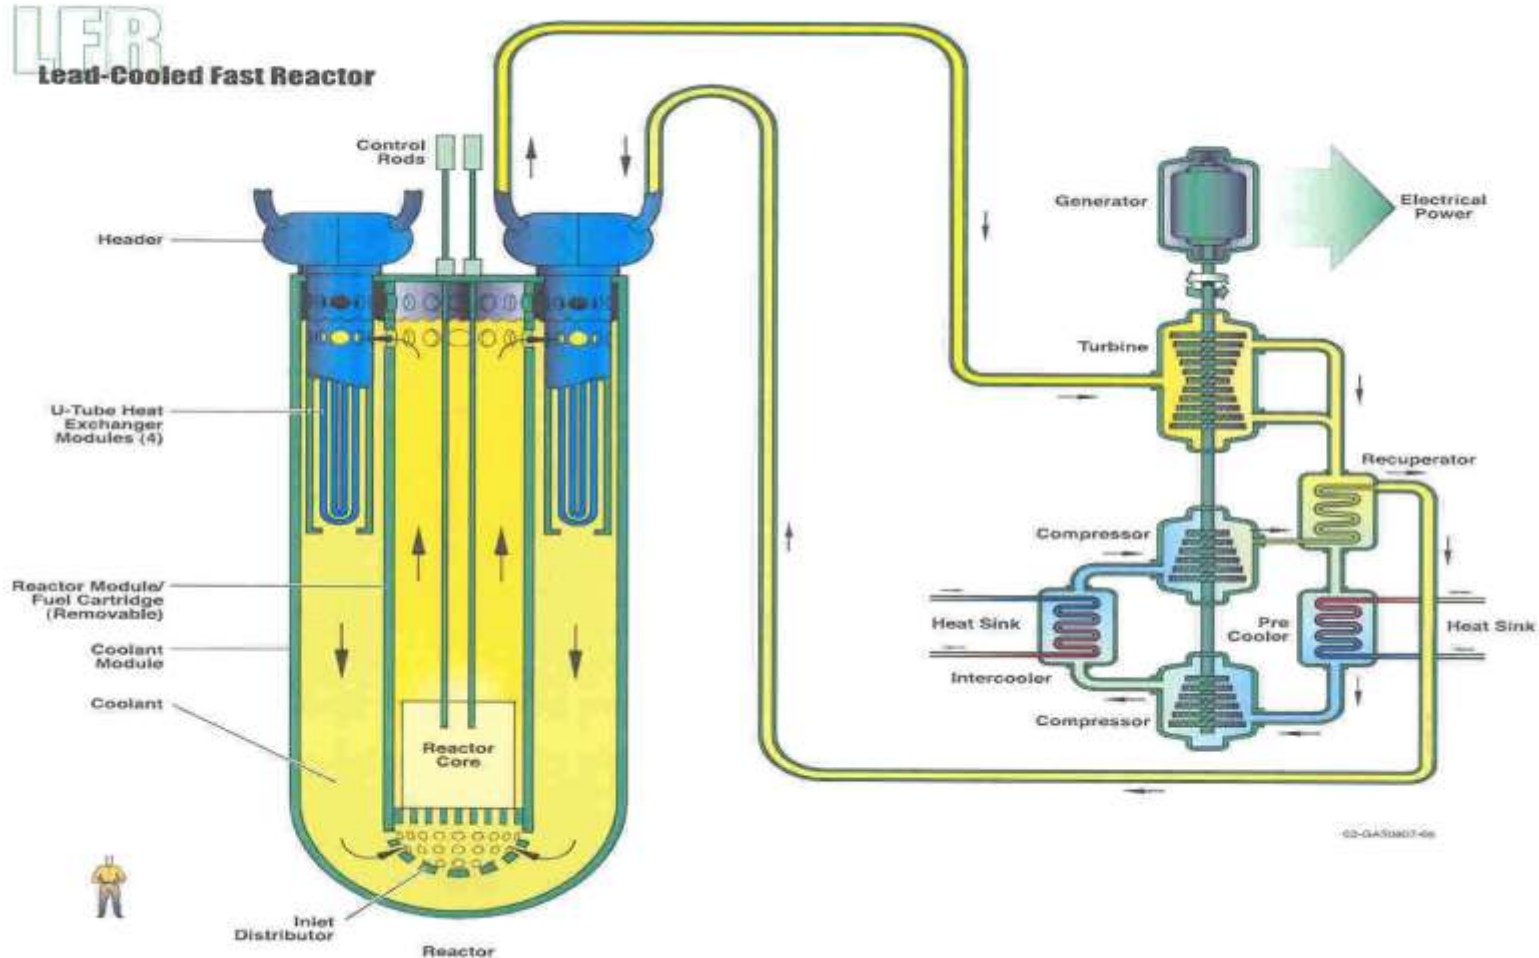 LFR
Lead-Cooled Fast Reactor
Control
Rods
Header
U-Tube Heat
Exchanger
Modules (4)
Reactor Module/
Fuel Cartridge
(Removable)
Coolant
Module
Coolant
Reactor
Core
Inlet
Distributor
Reactor
Generator
Electrical
Power
Turbine
Recuperator
Compressor
Heat Sink
Pre
Cooler
Heat Sink
Intercooler
Compressor